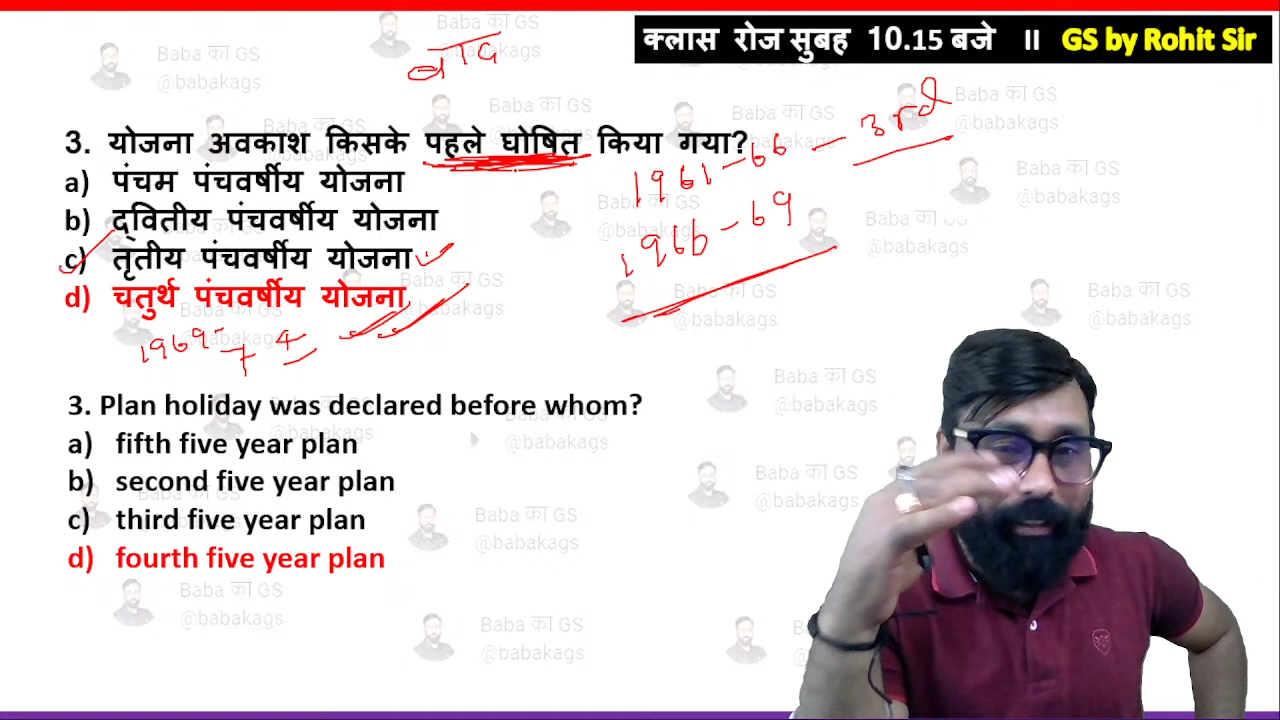 क्लास रोज सुबह 10.15 बजे ॥ GS by Rohit Sir
बाद
3. योजना अवकाश किसके पहले घोषित किया गया?
a) पंचम पंचवर्षीय योजना
b) द्वितीय पंचवर्षीय योजना
c) तृतीय पंचवर्षीय योजना
d) चतुर्थ पंचवर्षीय योजना
1961-66 - 3rd
1966-69
1969-74
3. Plan holiday was declared before whom?
a) fifth five year plan
b) second five year plan
c) third five year plan
d) fourth five year plan
Baba का GS
@babakags